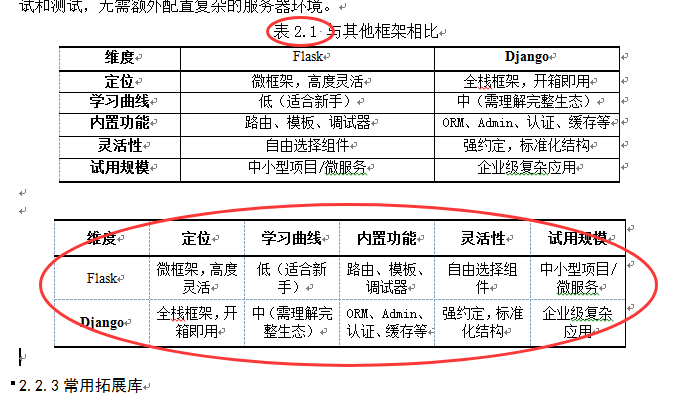 试和测试，无需额外配置复杂的服务器环境。
表 2.1 与其他框架相比
维度 Flask Django
定位 微框架，高度灵活 全栈框架，开箱即用
学习曲线 低（适合新手） 中（需理解完整生态）
内置功能 路由、模板、调试器 ORM、Admin、认证、缓存等
灵活性 自由选择组件 强约定，标准化结构
试用规模 中小型项目/微服务 企业级复杂应用
维度 定位 学习曲线 内置功能 灵活性 试用规模
Flask 微框架，高度 低（适合新 路由、模板、 自由选择组 中小型项目/
灵活 手） 调试器 件 微服务
Django 全栈框架，开 中（需理解完 ORM、Admin、 强约定，标准 企业级复杂
箱即用 整生态） 认证、缓存等 化结构 应用
2.2.3 常用拓展库